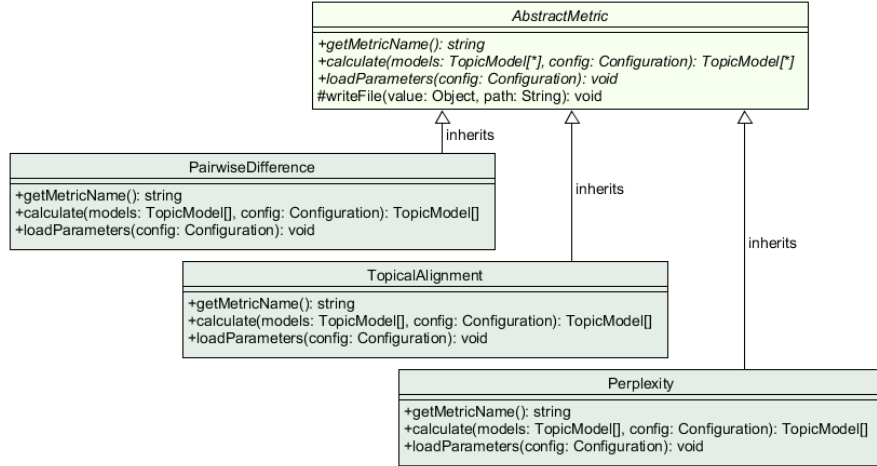 AbstractMetric
+getMetricName(): string
+calculate(models: TopicModel[*], config: Configuration): TopicModel[*]
+loadParameters(config: Configuration): void
#writeFile(value: Object, path: String): void
inherits
PairwiseDifference
+getMetricName(): string
+calculate(models: TopicModel[], config: Configuration): TopicModel[]
+loadParameters(config: Configuration): void
inherits
inherits
TopicalAlignment
+getMetricName(): string
+calculate(models: TopicModel[], config: Configuration): TopicModel[]
+loadParameters(config: Configuration): void
Perplexity
+getMetricName(): string
+calculate(models: TopicModel[], config: Configuration): TopicModel[]
+loadParameters(config: Configuration): void